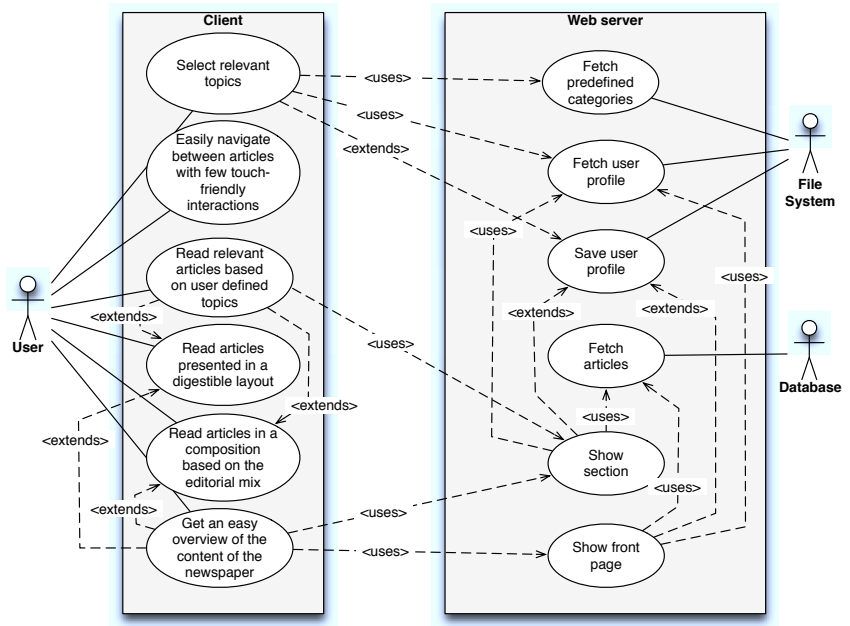 Client
Web server
Select relevant
topics
<uses>
Fetch
predefined
categories
<uses>
<extends>
Easily navigate
between articles
with few touch-
friendly
interactions
Fetch user
profile
File
System
<uses>
Read relevant
articles based
on user defined
topics
Save user
profile
<uses>
<extends>
<extends>
<extends>
User
<uses>
Read articles
presented in a
digestible layout
Fetch
articles
Database
<extends>
<uses>
<extends>
Read articles in a
composition
based on the
editorial mix
Show
section
<uses>
<extends>
<uses>
Get an easy
overview of the
content of the
newspaper
<uses>
Show front
page